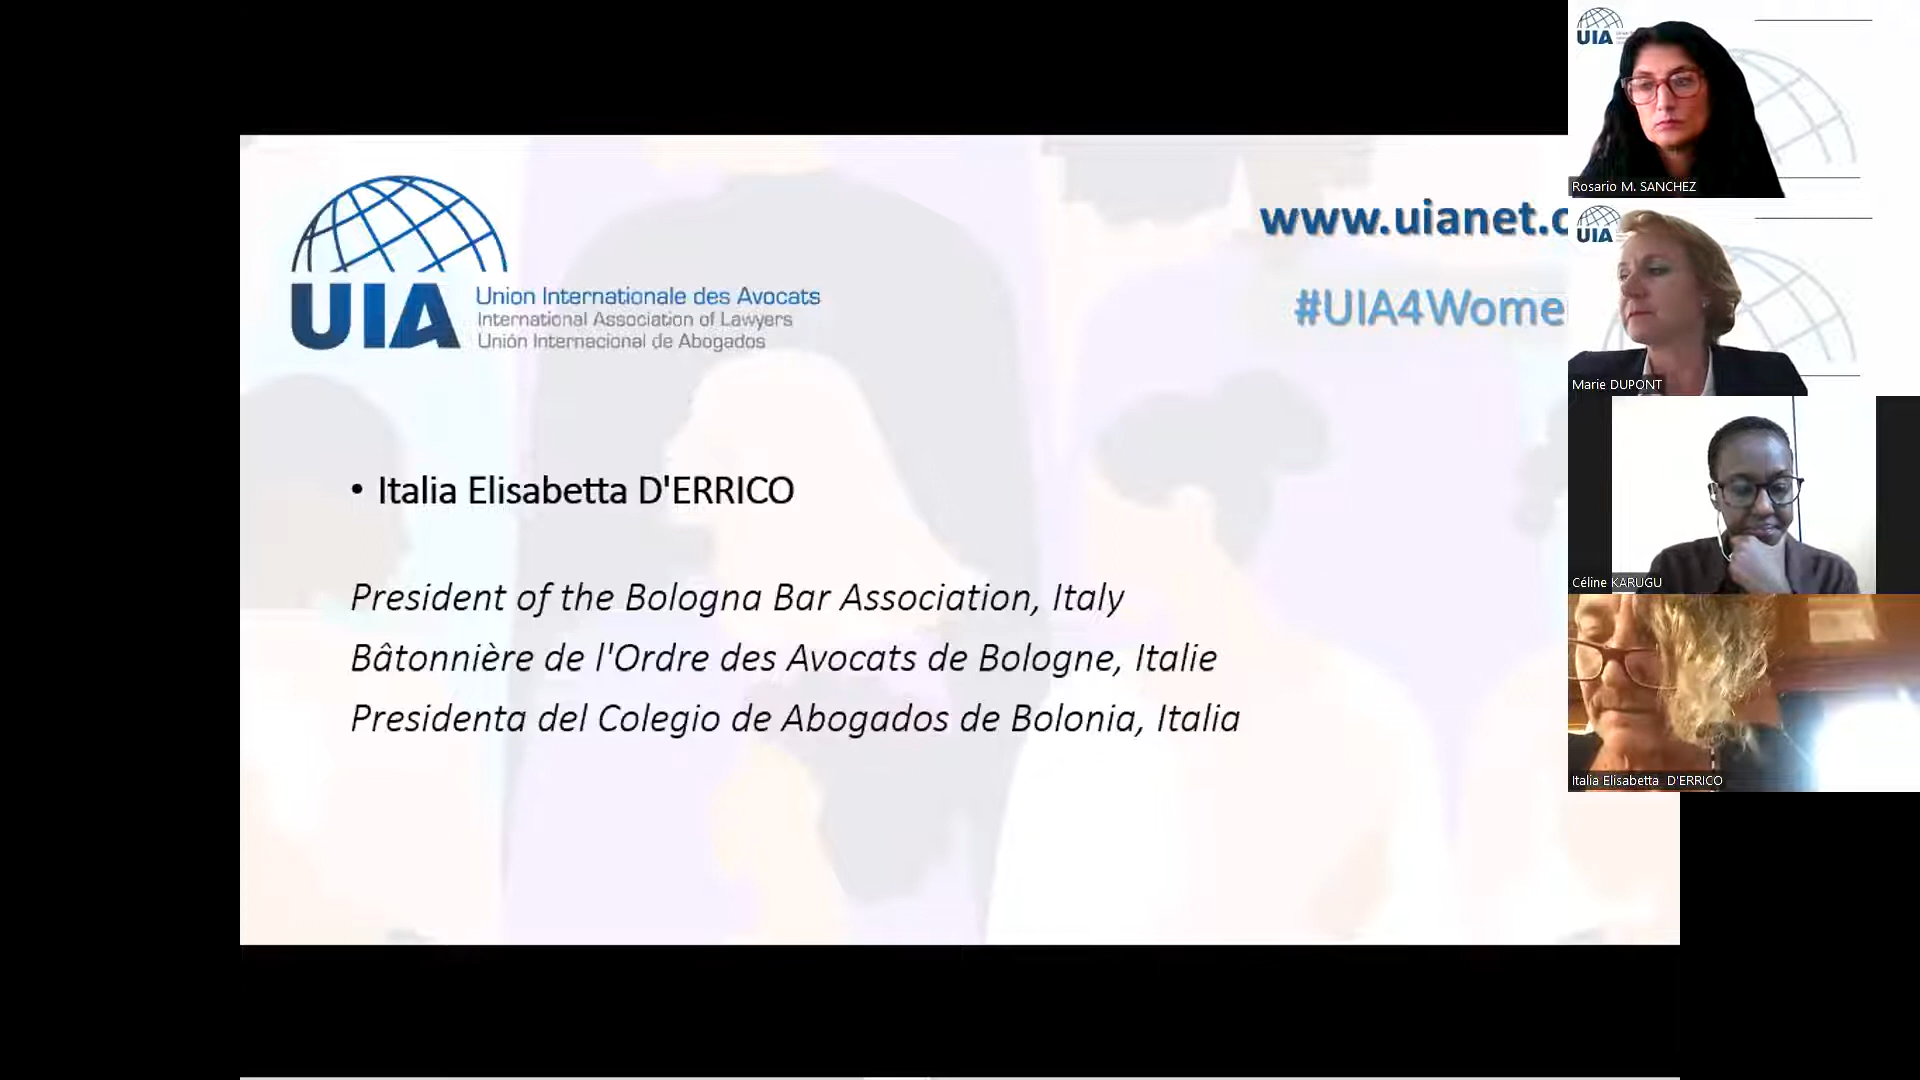 UIA
Union Internationale des Avocats
International Association of Lawyers
Unión Internacional de Abogados
www.uianet.o
#UIA4Wome
• Italia Elisabetta D'ERRICO
President of the Bologna Bar Association, Italy
Bâtonnière de l'Ordre des Avocats de Bologne, Italie
Presidenta del Colegio de Abogados de Bolonia, Italia
UIA
Rosario M. SANCHEZ
UIA
Marie DUPONT
Céline KARUGU
Italia Elisabetta D'ERRICO